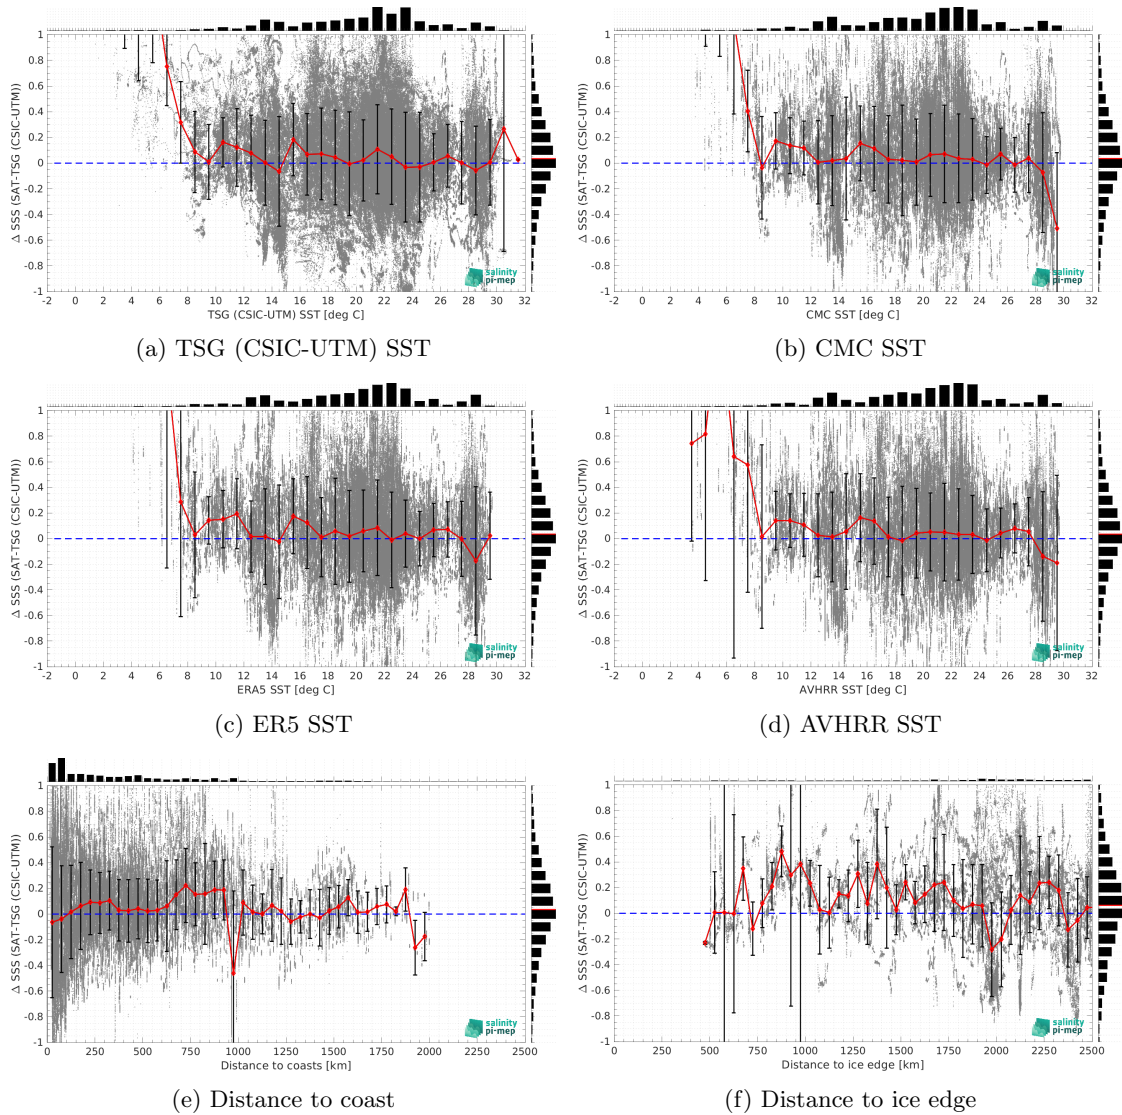 1
0.8
0.6
0.4
0.2
0
-0.2
-0.4
-0.6
-0.8
-1
Δ SSS (SAT-TSG (CSIC-UTM))
-2 0 2 4 6 8 10 12 14 16 18 20 22 24 26 28 30 32
TSG (CSIC-UTM) SST [deg C]
salinity
pi-mep
(a) TSG (CSIC-UTM) SST
1
0.8
0.6
0.4
0.2
0
-0.2
-0.4
-0.6
-0.8
-1
Δ SSS (SAT-TSG (CSIC-UTM))
-2 0 2 4 6 8 10 12 14 16 18 20 22 24 26 28 30 32
CMC SST [deg C]
salinity
pi-mep
(b) CMC SST
1
0.8
0.6
0.4
0.2
0
-0.2
-0.4
-0.6
-0.8
-1
Δ SSS (SAT-TSG (CSIC-UTM))
-2 0 2 4 6 8 10 12 14 16 18 20 22 24 26 28 30 32
ERA5 SST [deg C]
salinity
pi-mep
(c) ER5 SST
1
0.8
0.6
0.4
0.2
0
-0.2
-0.4
-0.6
-0.8
-1
Δ SSS (SAT-TSG (CSIC-UTM))
-2 0 2 4 6 8 10 12 14 16 18 20 22 24 26 28 30 32
AVHRR SST [deg C]
salinity
pi-mep
(d) AVHRR SST
1
0.8
0.6
0.4
0.2
0
-0.2
-0.4
-0.6
-0.8
-1
Δ SSS (SAT-TSG (CSIC-UTM))
0 250 500 750 1000 1250 1500 1750 2000 2250 2500
Distance to coasts [km]
salinity
pi-mep
(e) Distance to coast
1
0.8
0.6
0.4
0.2
0
-0.2
-0.4
-0.6
-0.8
-1
Δ SSS (SAT-TSG (CSIC-UTM))
0 250 500 750 1000 1250 1500 1750 2000 2250 2500
Distance to ice edge [km]
salinity
pi-mep
(f) Distance to ice edge